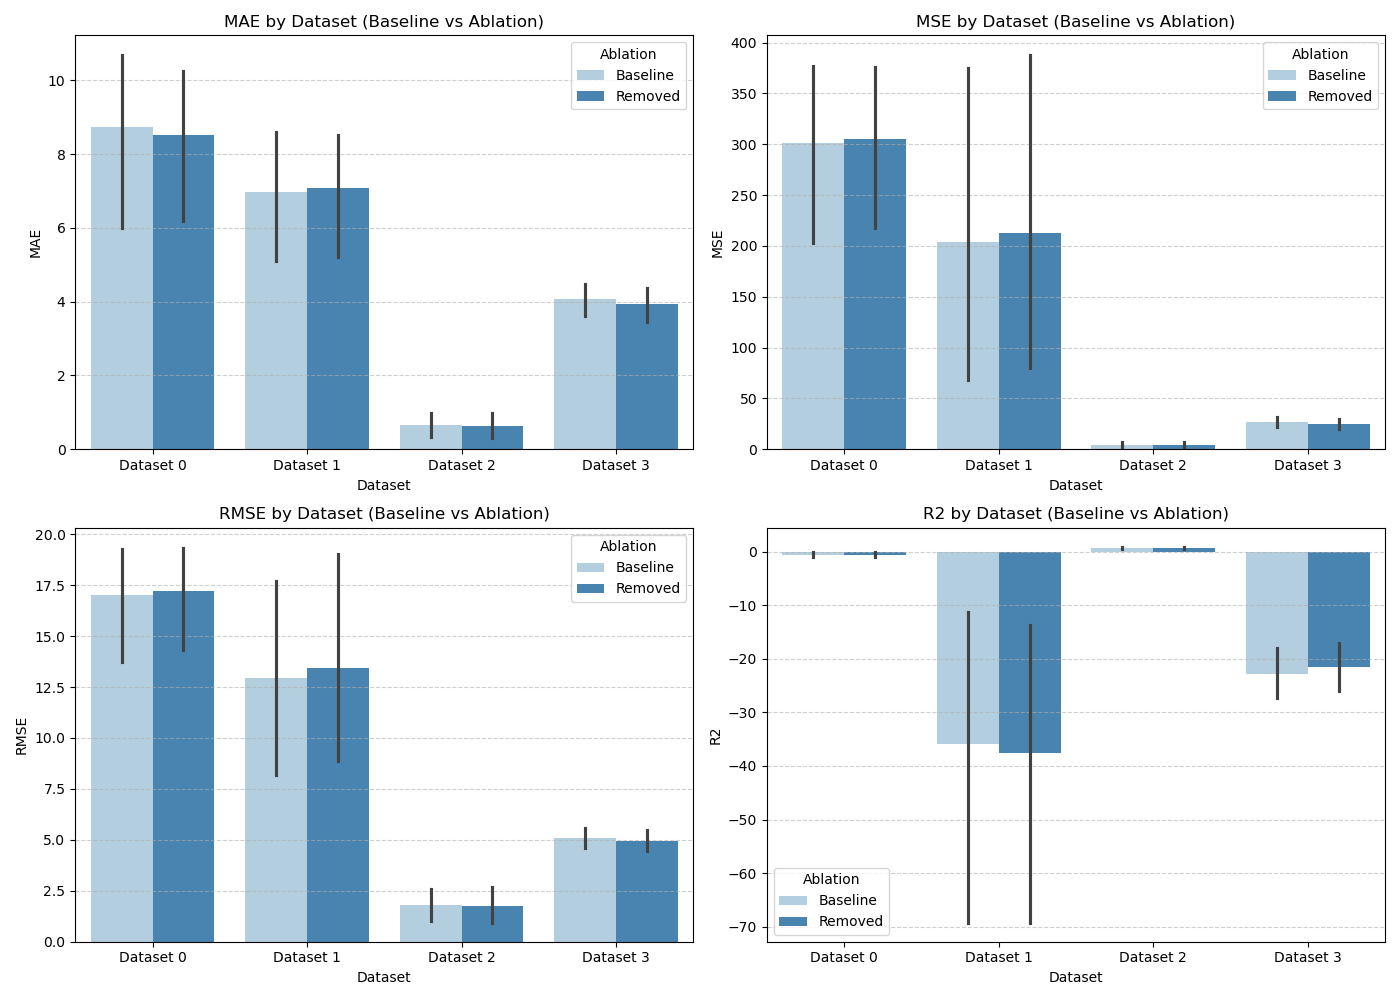 MAE by Dataset (Baseline vs Ablation)
10
8
6
4
2
0
MAE
Ablation
Baseline
Removed
Dataset 0 Dataset 1 Dataset 2 Dataset 3
Dataset
MSE by Dataset (Baseline vs Ablation)
400
350
300
250
200
150
100
50
0
MSE
Ablation
Baseline
Removed
Dataset 0 Dataset 1 Dataset 2 Dataset 3
Dataset
RMSE by Dataset (Baseline vs Ablation)
20.0
17.5
15.0
12.5
10.0
7.5
5.0
2.5
0.0
RMSE
Ablation
Baseline
Removed
Dataset 0 Dataset 1 Dataset 2 Dataset 3
Dataset
R2 by Dataset (Baseline vs Ablation)
0
−10
−20
−30
−40
−50
−60
−70
R2
Ablation
Baseline
Removed
Dataset 0 Dataset 1 Dataset 2 Dataset 3
Dataset